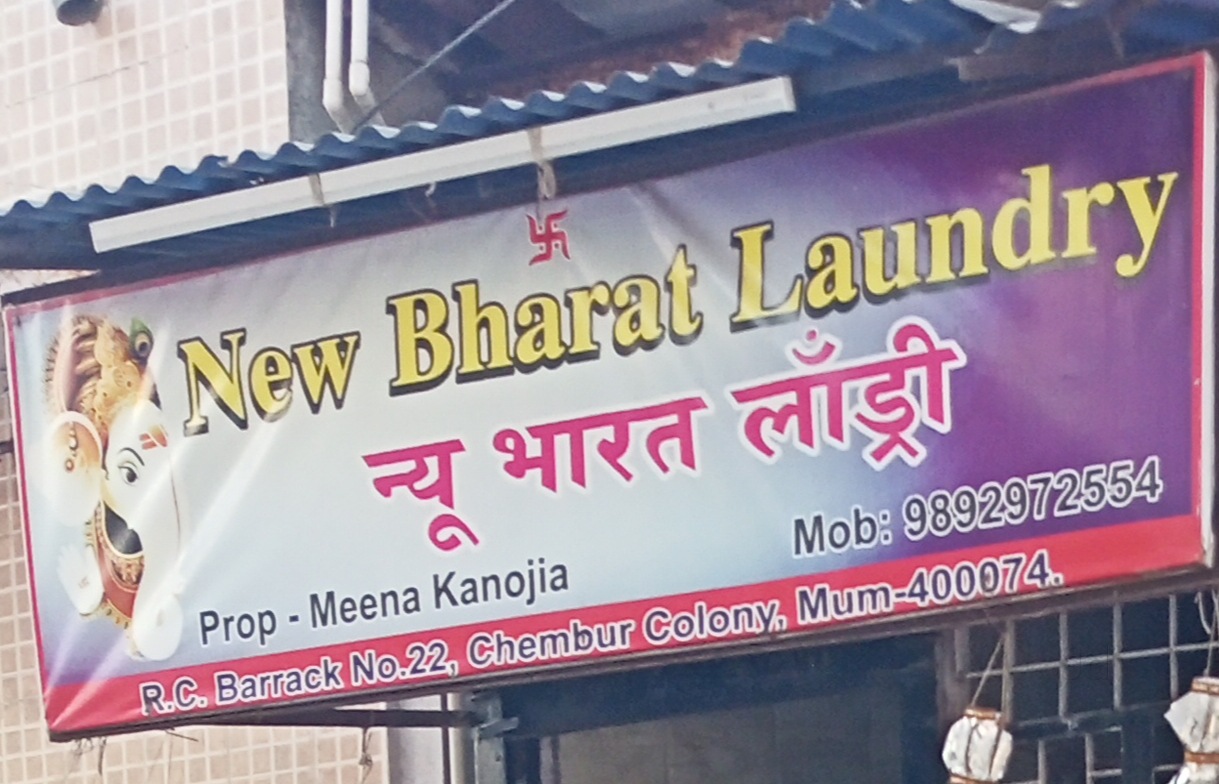 New Bharat Laundry
न्यू भारत लाँड्री
Mob: 9892972554
Prop - Meena Kanojia
R.C. Barrack No.22, Chembur Colony, Mum-400074.